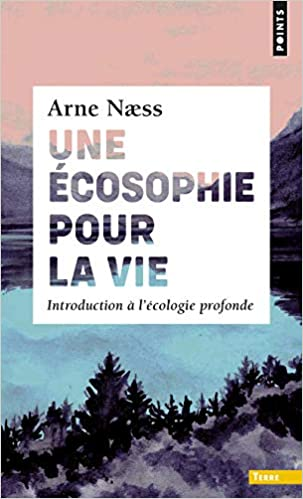 POINTS
Arne Næss
UNE
ÉCOSOPHIE
POUR
LA VIE
Introduction à l'écologie profonde
Terre